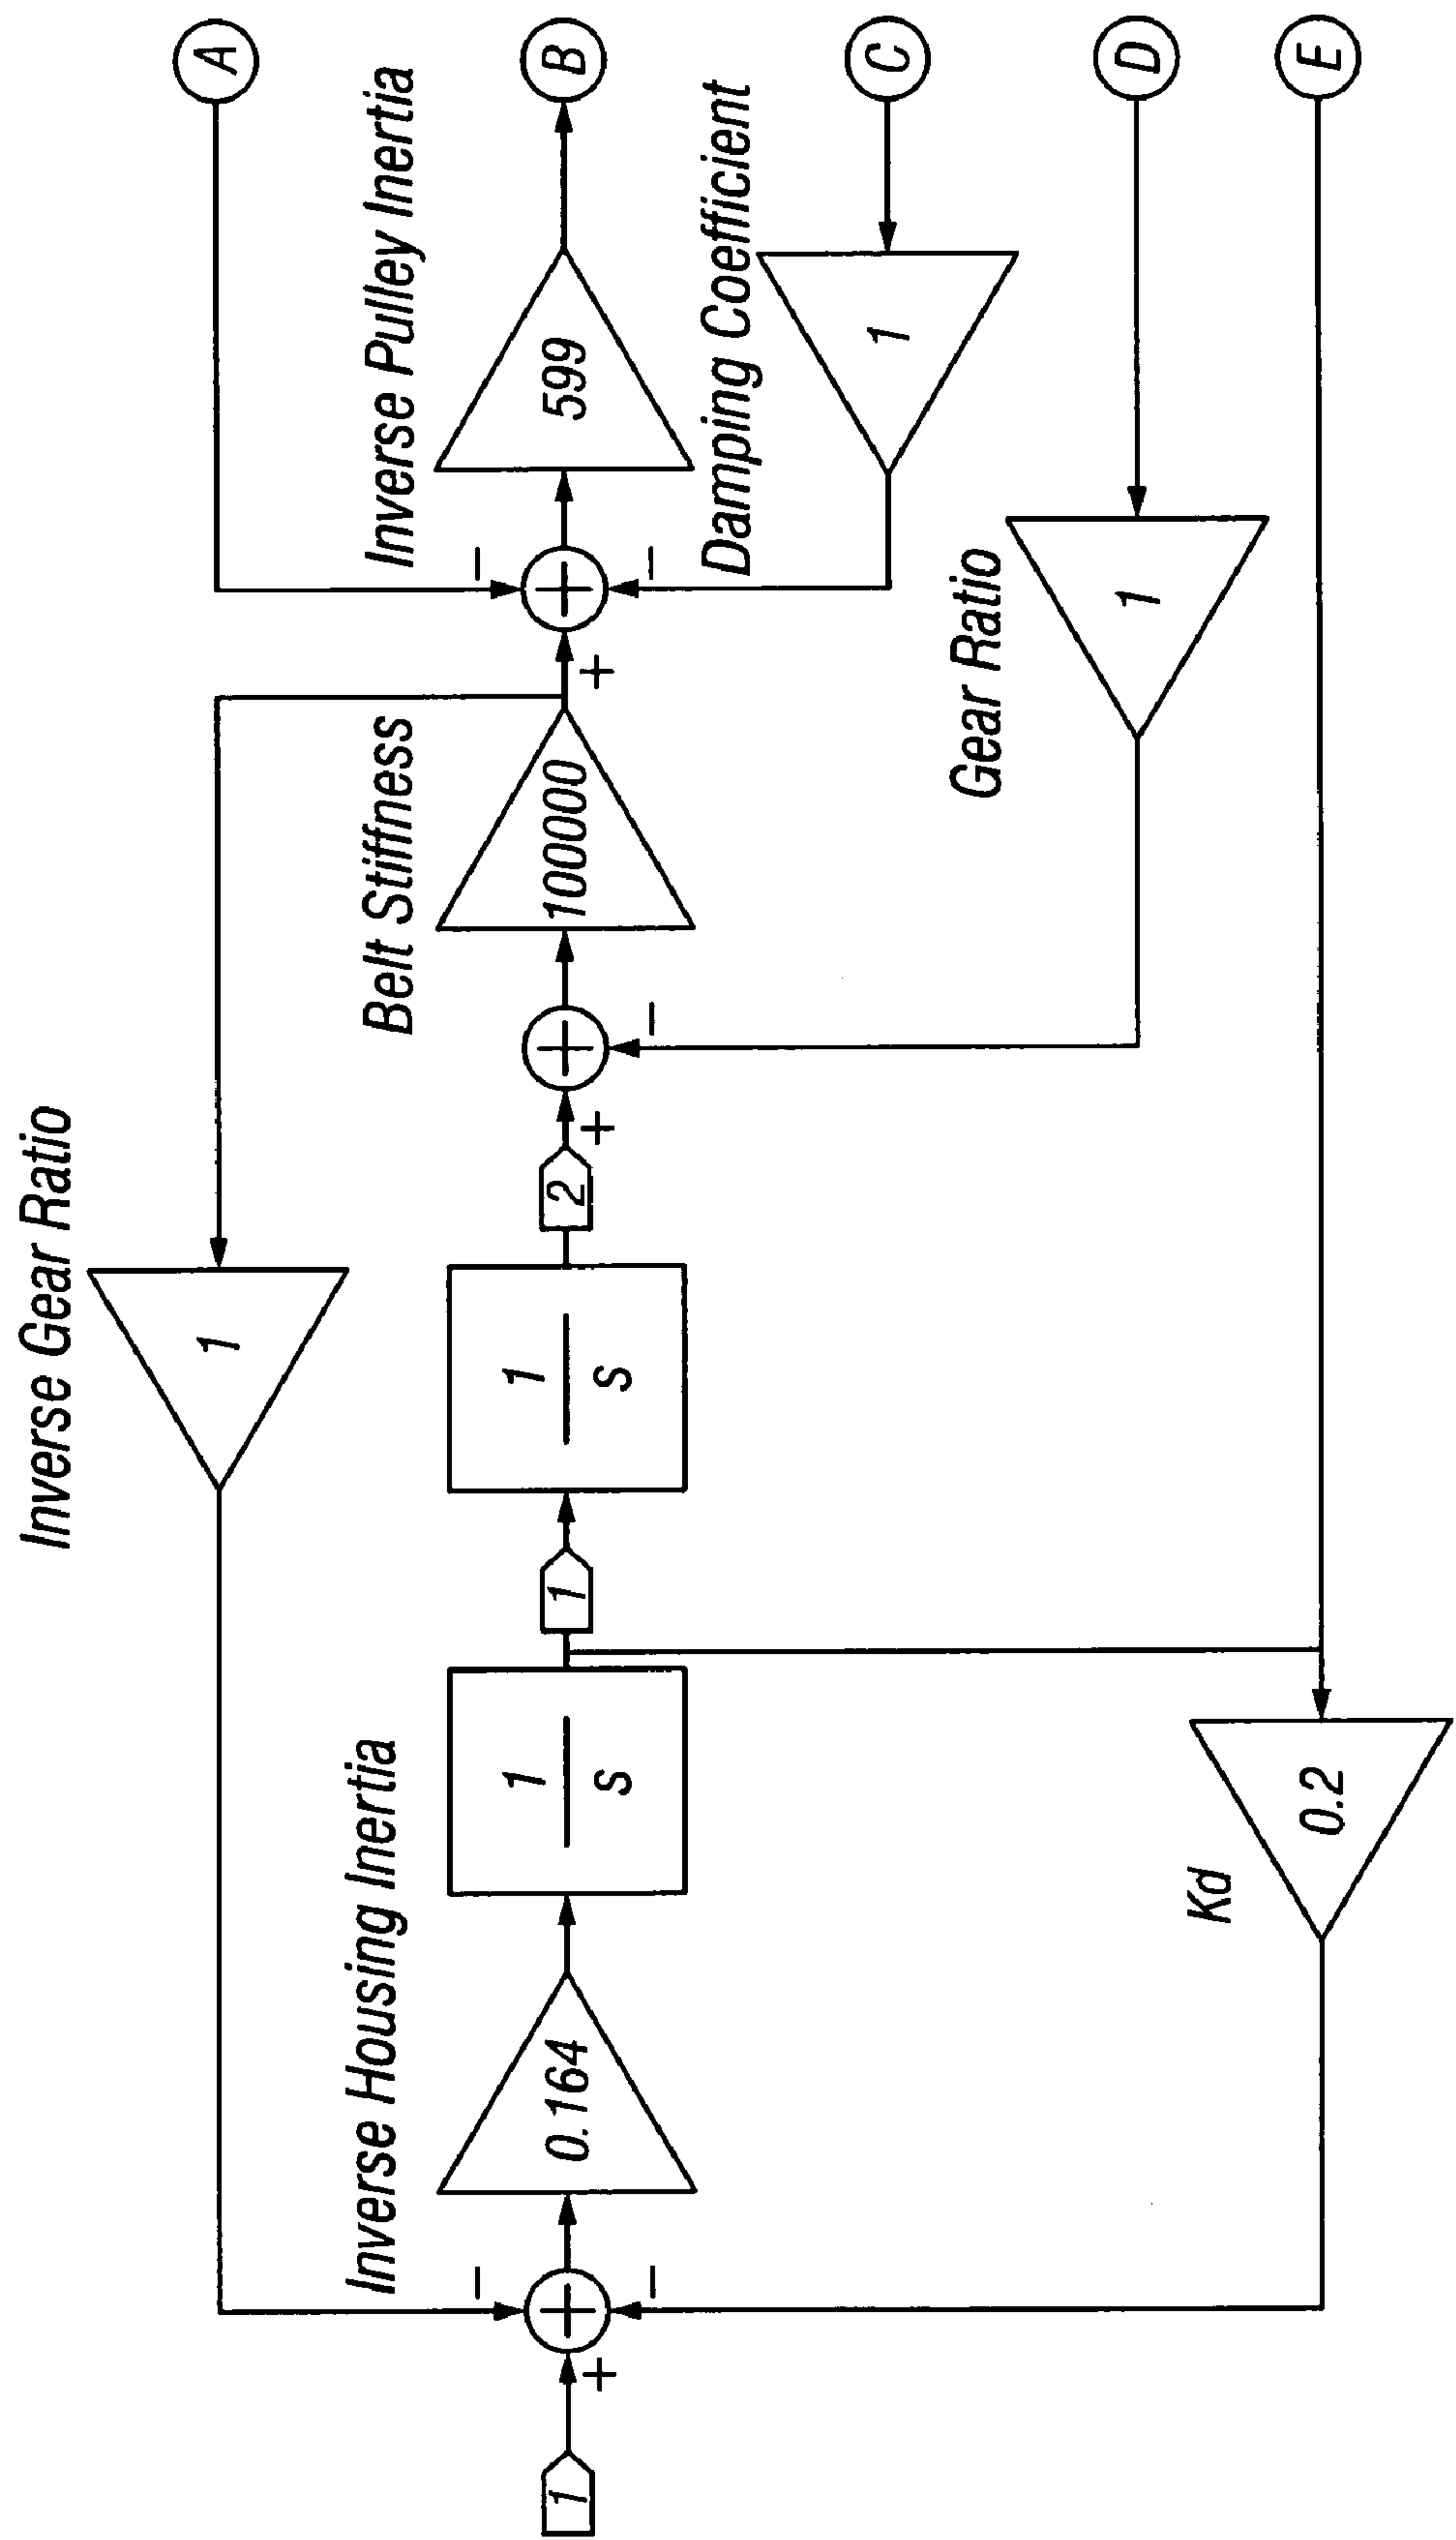 Inverse Gear Ratio
1
A
Inverse Housing Inertia
Belt Stiffness
Inverse Pulley Inertia
1
+
−
−
0.164
1
s
1
1
s
2
+
−
100000
+
−
−
599
B
Damping Coefficient
1
C
Gear Ratio
1
D
Kd
0.2
E